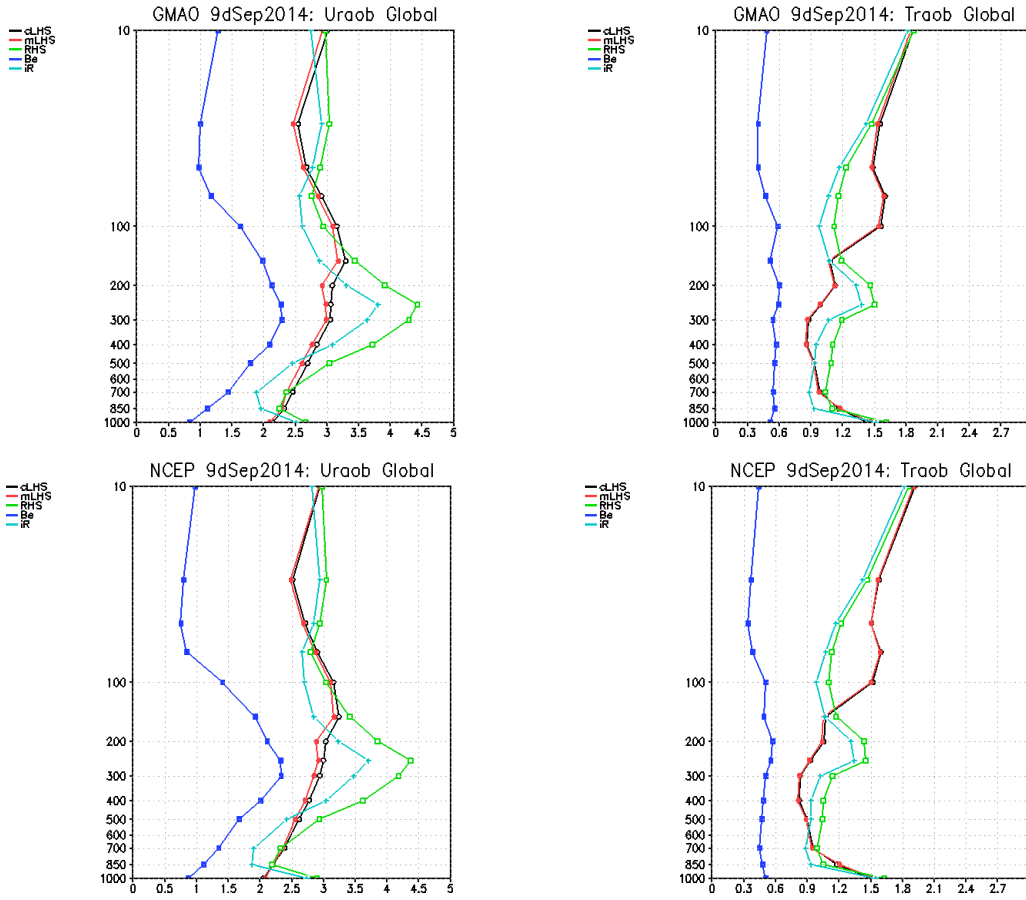 GMAO 9dSep2014: Uraob Global
cLHS
mLHS
RHS
Be
iR
10
100
200
300
400
500
600
700
850
1000
0 0.5 1 1.5 2 2.5 3 3.5 4 4.5 5
GMAO 9dSep2014: Traob Global
cLHS
mLHS
RHS
Be
iR
10
100
200
300
400
500
600
700
850
1000
0 0.3 0.6 0.9 1.2 1.5 1.8 2.1 2.4 2.7
NCEP 9dSep2014: Uraob Global
cLHS
mLHS
RHS
Be
iR
10
100
200
300
400
500
600
700
850
1000
0 0.5 1 1.5 2 2.5 3 3.5 4 4.5 5
NCEP 9dSep2014: Traob Global
cLHS
mLHS
RHS
Be
iR
10
100
200
300
400
500
600
700
850
1000
0 0.3 0.6 0.9 1.2 1.5 1.8 2.1 2.4 2.7